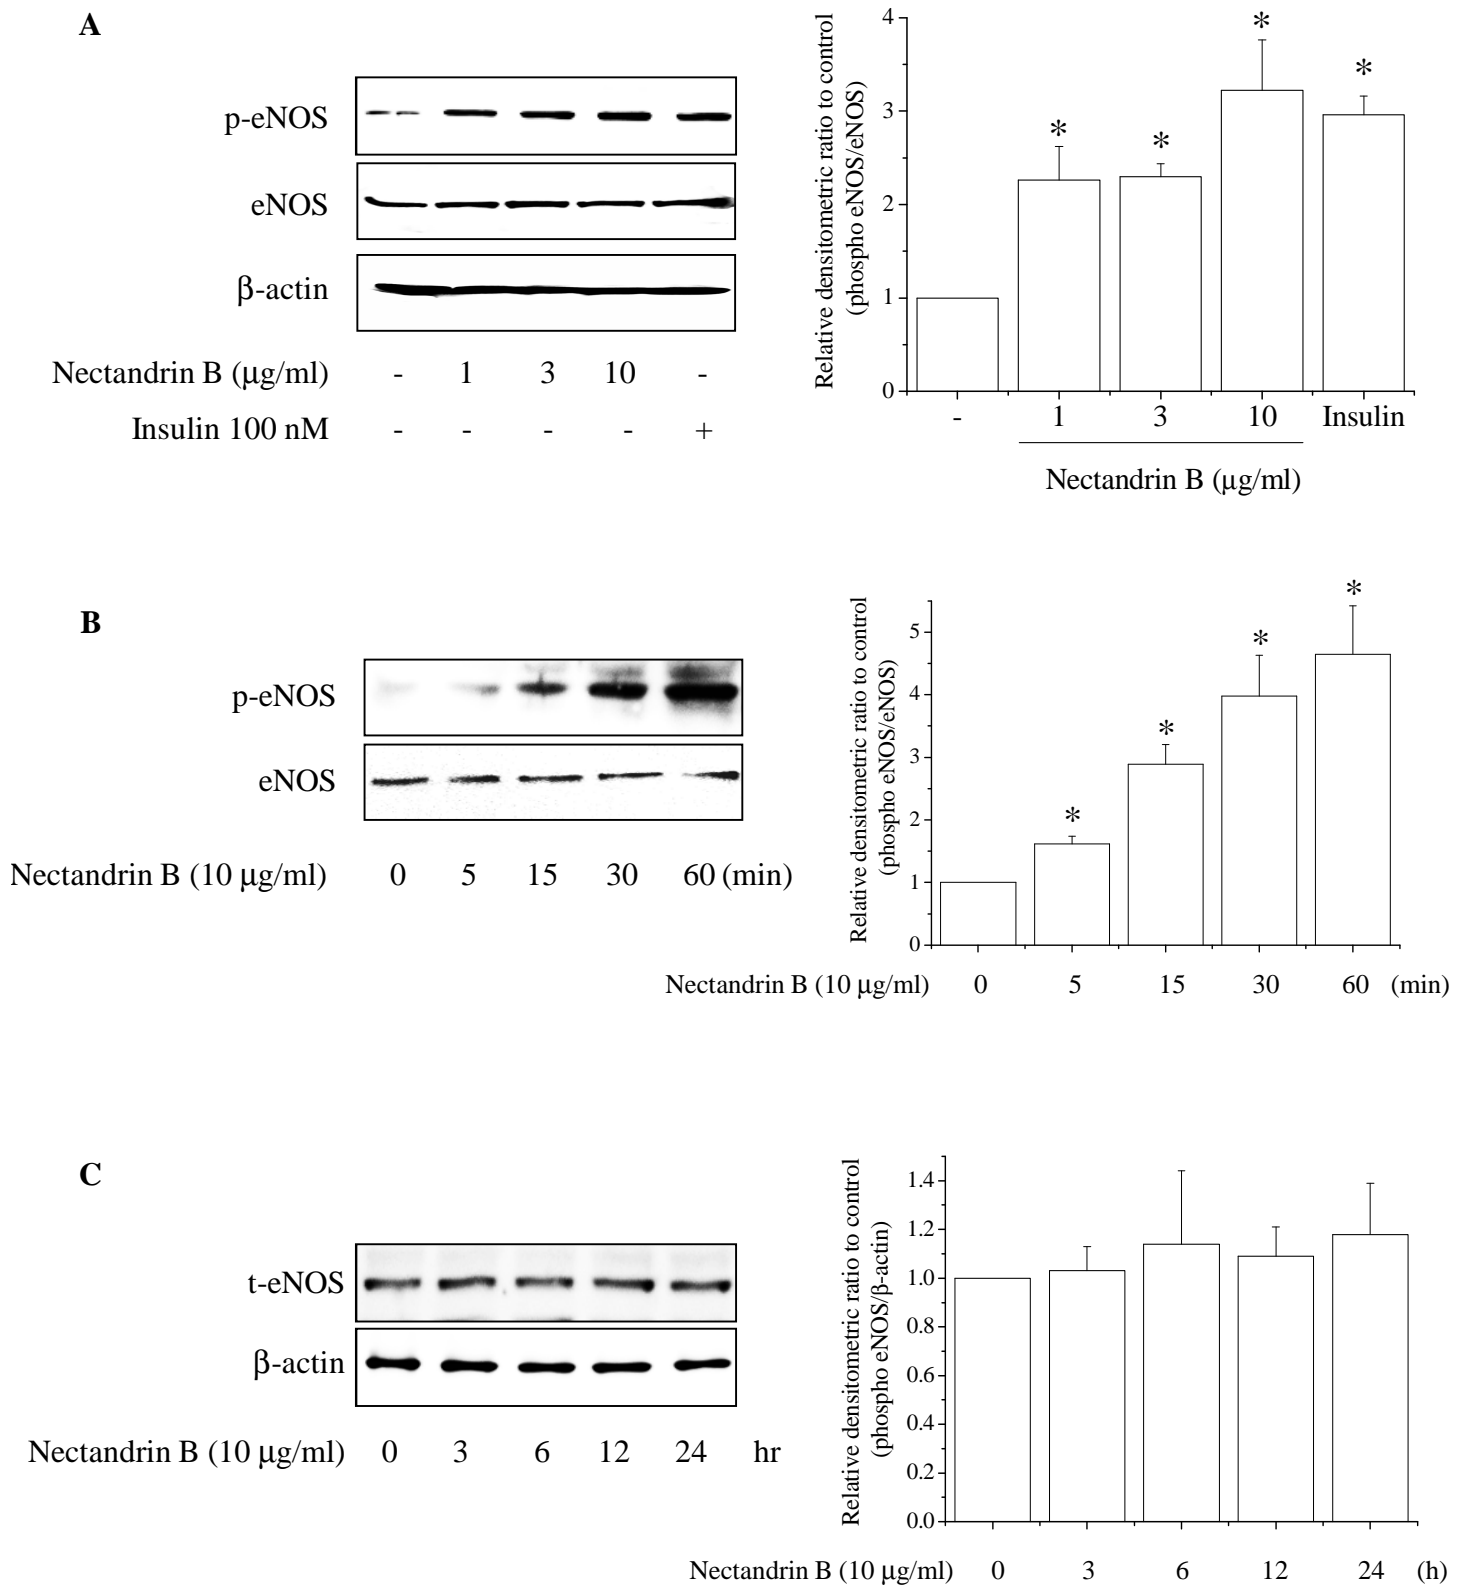 A
p-eNOS
eNOS
β-actin
Nectandrin B (μg/ml) - 1 3 10 -
Insulin 100 nM - - - - +
Relative densitometric ratio to control
(phospho eNOS/eNOS)
4
3
2
1
0
* * * *
- 1 3 10 Insulin
Nectandrin B (μg/ml)
B
p-eNOS
eNOS
Nectandrin B (10 μg/ml) 0 5 15 30 60 (min)
Relative densitometric ratio to control
(phospho eNOS/eNOS)
5
4
3
2
1
0
* * * *
Nectandrin B (10 μg/ml) 0 5 15 30 60 (min)
C
t-eNOS
β-actin
Nectandrin B (10 μg/ml) 0 3 6 12 24 hr
Relative densitometric ratio to control
(phospho eNOS/β-actin)
1.4
1.2
1.0
0.8
0.6
0.4
0.2
0.0
Nectandrin B (10 μg/ml) 0 3 6 12 24 (h)